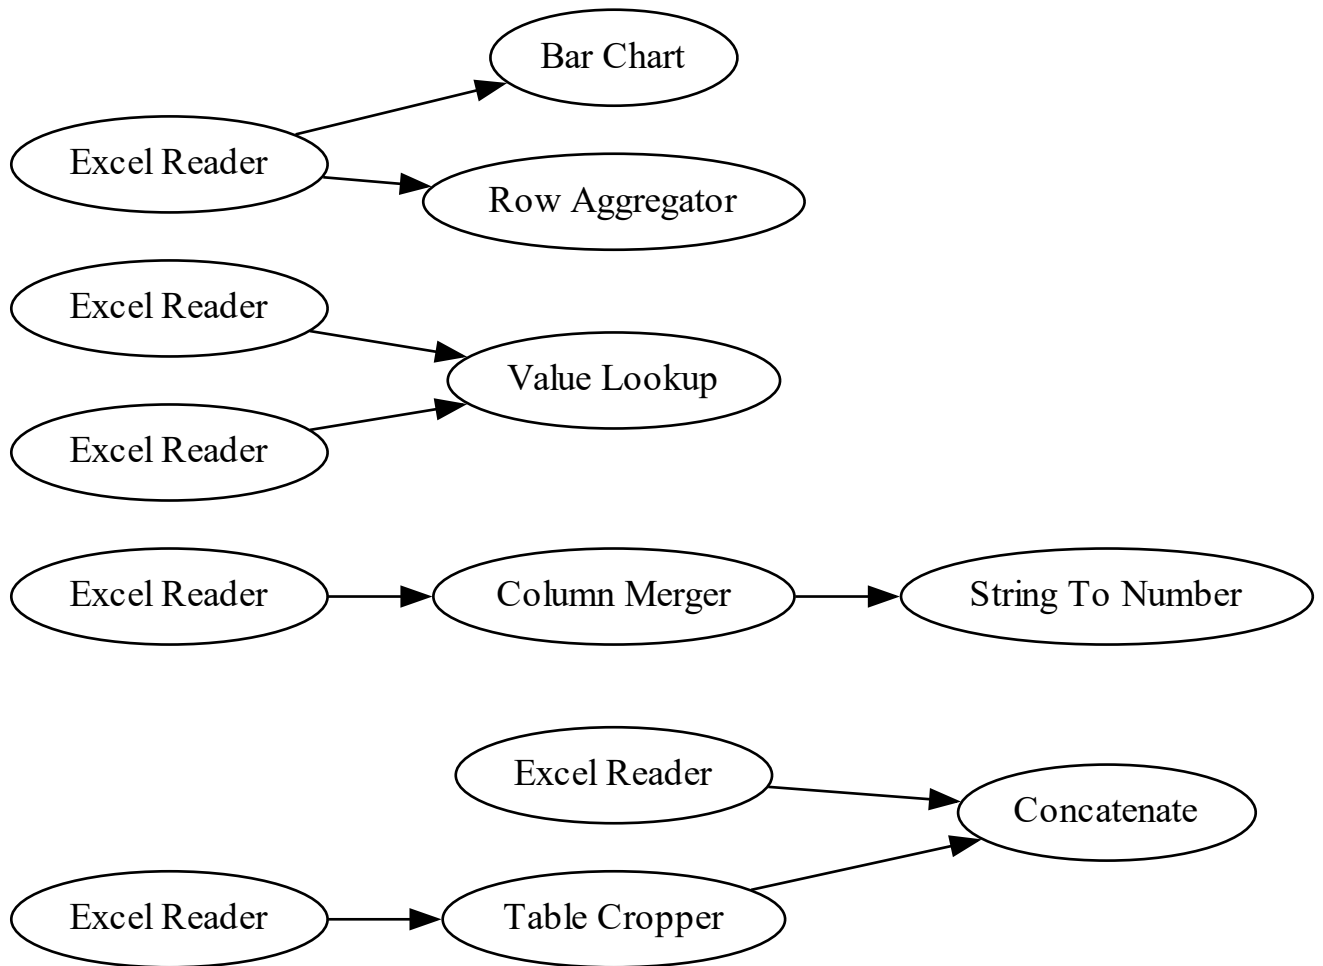 Bar Chart
Excel Reader
Row Aggregator
Excel Reader
Value Lookup
Excel Reader
Excel Reader
Column Merger
String To Number
Excel Reader
Concatenate
Excel Reader
Table Cropper